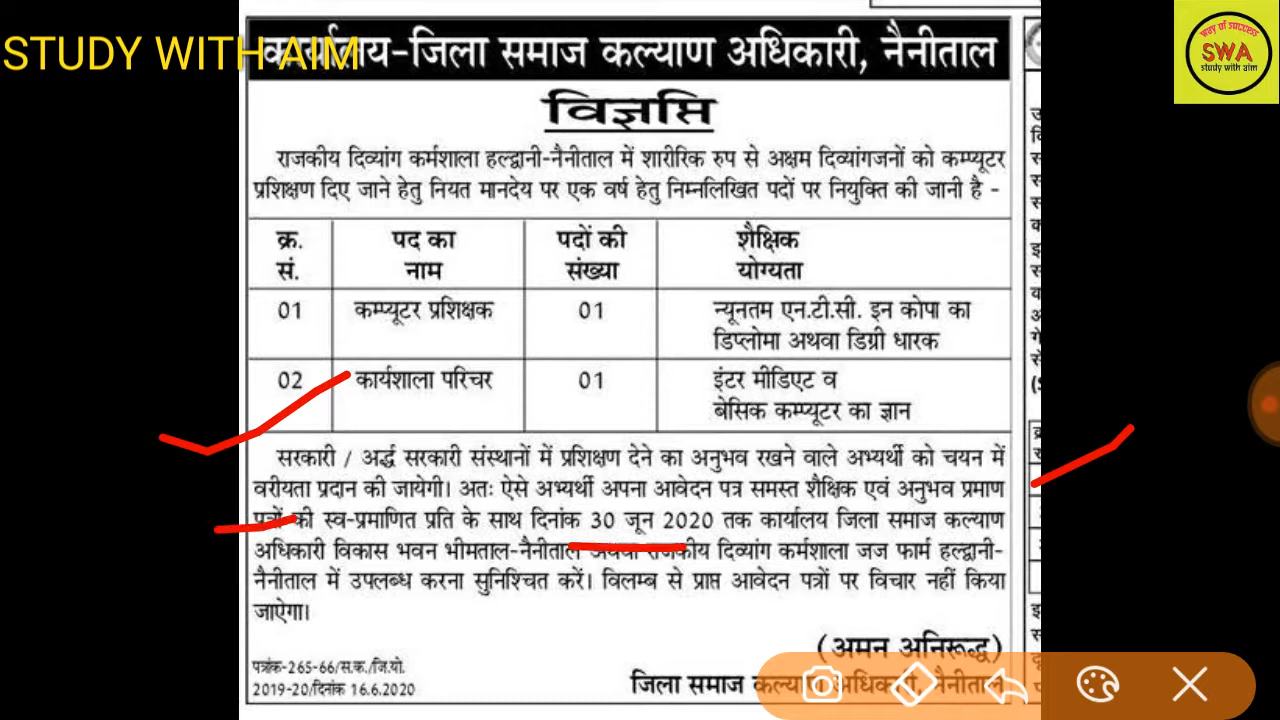 STUDY WITH AIM
way of success
SWA
study with aim
कार्यालय-जिला समाज कल्याण अधिकारी, नैनीताल
विज्ञप्ति
राजकीय दिव्यांग कर्मशाला हल्द्वानी-नैनीताल में शारीरिक रुप से अक्षम दिव्यांगजनों को कम्प्यूटर
प्रशिक्षण दिए जाने हेतु नियत मानदेय पर एक वर्ष हेतु निम्नलिखित पदों पर नियुक्ति की जानी है -
क्र. सं. पद का नाम पदों की संख्या शैक्षिक योग्यता
01 कम्प्यूटर प्रशिक्षक 01 न्यूनतम एन.टी.सी. इन कोपा का
डिप्लोमा अथवा डिग्री धारक
02 कार्यशाला परिचर 01 इंटर मीडिएट व
बेसिक कम्प्यूटर का ज्ञान
सरकारी / अर्द्ध सरकारी संस्थानों में प्रशिक्षण देने का अनुभव रखने वाले अभ्यर्थी को चयन में
वरीयता प्रदान की जायेगी। अतः ऐसे अभ्यर्थी अपना आवेदन पत्र समस्त शैक्षिक एवं अनुभव प्रमाण
पत्रों की स्व-प्रमाणित प्रति के साथ दिनांक 30 जून 2020 तक कार्यालय जिला समाज कल्याण
अधिकारी विकास भवन भीमताल-नैनीताल अथवा राजकीय दिव्यांग कर्मशाला जज फार्म हल्द्वानी-
नैनीताल में उपलब्ध करना सुनिश्चित करें। विलम्ब से प्राप्त आवेदन पत्रों पर विचार नहीं किया
जाऐगा।
(अमन अनिरूद्ध)
पत्रांक-265-66/स.क./जि.यो.
2019-20/दिनांक 16.6.2020
जिला समाज कल्याण अधिकारी, नैनीताल